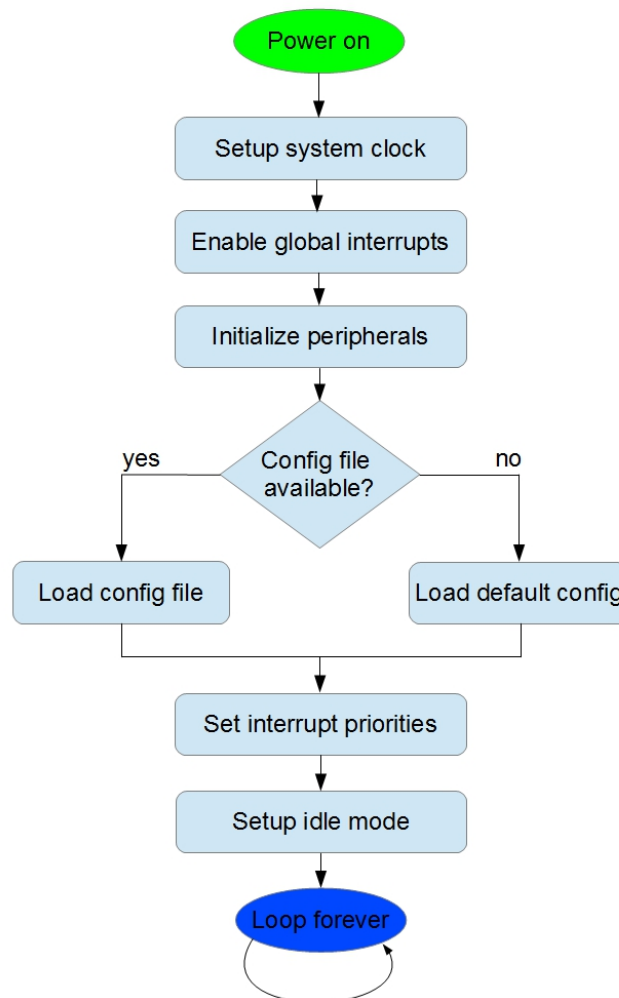 Power on
Setup system clock
Enable global interrupts
Initialize peripherals
Config file
available?
yes
no
Load config file
Load default config
Set interrupt priorities
Setup idle mode
Loop forever